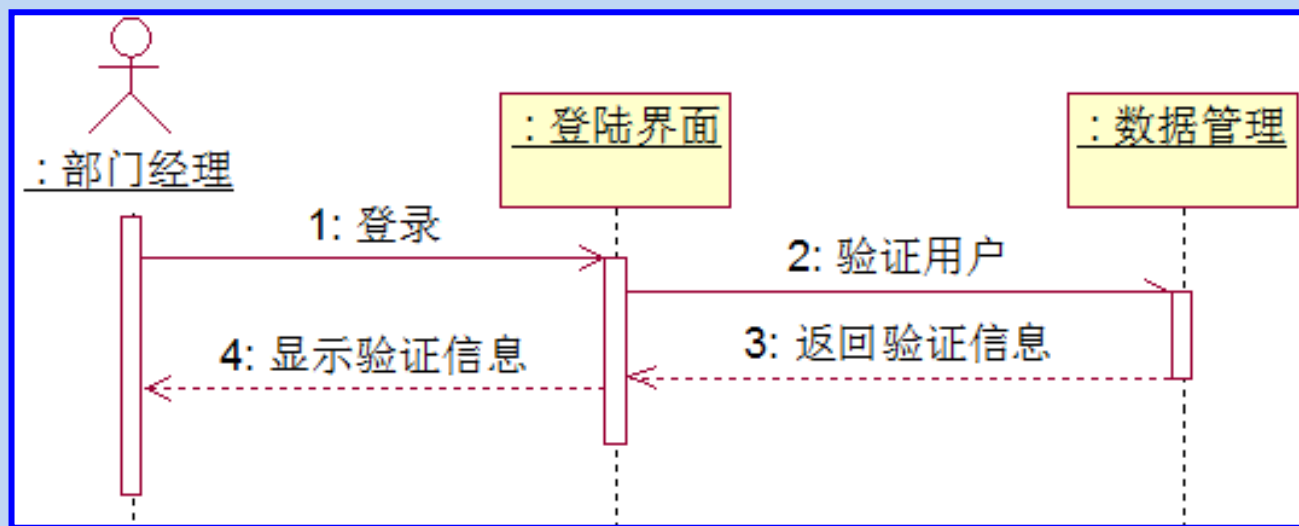 : 登陆界面
: 数据管理
: 部门经理
1: 登录
2: 验证用户
3: 返回验证信息
4: 显示验证信息